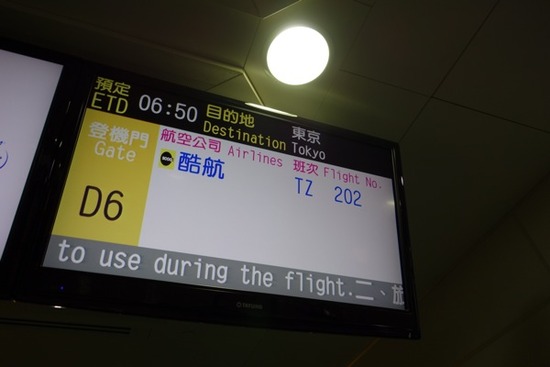 預定 ETD 06:50 目的地 Destination 東京 Tokyo
登機門 Gate D6
航空公司 Airlines 班次 Flight No.
酷航 TZ 202
to use during the flight.二、旅